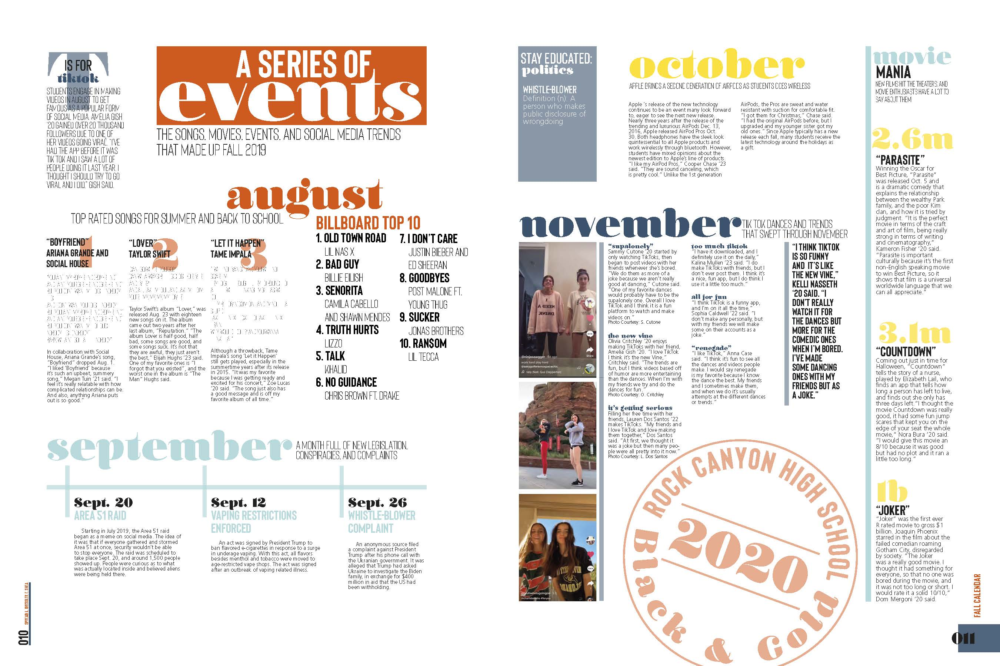 IS FOR
tiktok
STUDENTS ENGAGE IN MAKING
VIDEOS IN AUGUST TO GET
FAMOUS AS A POPULAR FORM
OF SOCIAL MEDIA. AMELIA GISH
'20 GAINED OVER 20 THOUSAND
FOLLOWERS DUE TO ONE OF
HER VIDEOS GOING VIRAL. "I'VE
HAD THE APP BEFORE IT WAS
TIK TOK AND I SAW A LOT OF
PEOPLE DOING IT LAST YEAR. I
THOUGHT I SHOULD TRY TO GO
VIRAL AND I DID," GISH SAID.
A SERIES OF
events
THE SONGS, MOVIES, EVENTS, AND SOCIAL MEDIA TRENDS
THAT MADE UP FALL 2019
august
TOP RATED SONGS FOR SUMMER AND BACK TO SCHOOL
1
"BOYFRIEND"
ARIANA GRANDE AND
SOCIAL HOUSE
In collaboration with Social
House, Ariana Grande's song,
"Boyfriend" dropped Aug. 1.
"I liked 'Boyfriend' because
it's such an upbeat, summery
song," Megan Tuin '21 said. "I
feel it's really relatable with how
complicated relationships can be.
And also, anything Ariana puts
out is so good."
2
"LOVER"
TAYLOR SWIFT
Taylor Swift's album "Lover," was
released Aug. 23 with eighteen
new songs on it. The album
came out two years after her
last album, "Reputation." "The
album Lover is half good, half
bad, some songs are good, and
some songs suck. It's not that
they are awful, they just aren't
the best," Elijah Hughs '23 said.
One of my favorite ones is "I
forgot that you existed", and the
worst one in the album is "The
Man" Hughs said.
3
"LET IT HAPPEN"
TAME IMPALA
Although a throwback, Tame
Impala's song 'Let it Happen'
still gets played, especially in the
summertime years after its release
in 2015. "It was my favorite
because I was getting ready and
excited for his concert," Zoe Lucas
'20 said. "The song just also has
a good message and is off my
favorite album of all time."
BILLBOARD TOP 10
1. OLD TOWN ROAD
LIL NAS X
2. BAD GUY
BILLIE EILISH
3. SENORITA
CAMILA CABELLO
AND SHAWN MENDES
4. TRUTH HURTS
LIZZO
5. TALK
KHALID
6. NO GUIDANCE
CHRIS BROWN FT. DRAKE
7. I DON'T CARE
JUSTIN BIEBER AND
ED SHEERAN
8. GOODBYES
POST MALONE FT.
YOUNG THUG
9. SUCKER
JONAS BROTHERS
10. RAN$OM
LIL TECCA
september
A MONTH FULL OF NEW LEGISLATION,
CONSPIRACIES, AND COMPLAINTS
Sept. 20
AREA 51 RAID
Starting in July 2019, the Area 51 raid
began as a meme on social media. The idea of
it was that if everyone gathered and stormed
Area 51 at once, security wouldn't be able
to stop everyone. The raid was scheduled to
take place Sept. 20, and around 1,500 people
showed up. People were curious as to what
was actually located inside and believed aliens
were being held there.
Sept. 12
VAPING RESTRICTIONS
ENFORCED
An act was signed by President Trump to
ban flavored e-cigarettes in response to a surge
in underage vaping. With this act, all flavors
besides menthol and tobacco were moved to
age-restricted vape shops. The act was signed
after an outbreak of vaping related illness.
Sept. 26
WHISTLE-BLOWER
COMPLAINT
An anonymous source filed
a complaint against President
Trump after his phone call with
the Ukranian government. It was
alleged that Trump had asked
Ukraine to investigate the Biden
family, in exchange for $400
million in aid that the US had
been withholding.
010
SPREAD: L. DRESSLER, E. SHEA
STAY EDUCATED:
politics
WHISTLE-BLOWER
Definition (n): A
person who makes
public disclosure of
wrongdoing
october
APPLE BRINGS A SECOND GENERATION OF AIRPODS AS STUDENTS GOES WIRELESS
Apple 's release of the new technology
continues to be an event many look forward
to, eager to see the next new release.
Nearly three years after the release of the
trending and luxurious AirPods Dec. 13,
2016, Apple released AirPod Pros Oct.
30. Both headphones have the sleek look
quintessential to all Apple products and
work wirelessly through bluetooth. However,
students have mixed opinions about the
newest edition to Apple's line of products.
"I like my AirPod Pros," Cooper Chase '23
said. "They are sound canceling, which
is pretty cool." Unlike the 1st generation
AirPods, the Pros are sweat and water
resistant with suction for comfortable fit.
"I got them for Christmas," Chase said.
"I had the original AirPods before, but I
upgraded and my younger sister got my
old ones." Since Apple typically has a new
release each fall, many students receive the
latest technology around the holidays as
a gift.
november
TIK TOK DANCES AND TRENDS
THAT SWEPT THROUGH NOVEMBER
@ninjasawgger · 6d ago
work hard play hard
@sexygolferemospacechic
nely (feat. Gus Dapperton)
Share
@bruhwhatsgoingon
@charlidamelio #foryou
"supalonely"
Sammy Cutone '20 started by
only watching TikToks, then
began to post videos with her
friends whenever she's bored.
"We do them as more of a
joke because we aren't really
good at dancing," Cutone said.
"One of my favorite dances
would probably have to be the
supalonely one. Overall I love
TikTok and I think it is a fun
platform to watch and make
videos on."
Photo Courtesy: S. Cutone
the new vine
Olivia Critchley '20 enjoys
making TikToks with her friend,
Amelia Gish '20. "I love TikTok
I think it's the new Vine,"
Critchley said. "The trends are
fun, but I think videos based off
of humor are more entertaining
than the dances. When I'm with
my friends we try and do the
dances for fun."
Photo Courtesy: O. Critchley
it's getting serious
Filling her free time with her
friends, Lauren Dos Santos '22
makes TikToks. "My friends and
I love TikTok and love making
them together," Dos Santos
said. "At first, we thought it
was a joke but then many peo-
ple were all pretty into it now."
Photo Courtesy: L. Dos Santos
too much tiktok
"I have it downloaded, and I
definitely use it on the daily,"
Kalina Mullen '23 said. "I do
make TikToks with friends, but I
don't ever post them. I think it's
a nice, fun app, but I do think I
use it a little too much."
all for fun
"I think TikTok is a funny app,
and I'm on it all the time,"
Sophia Caldwell '22 said. "I
don't make any personally, but
with my friends we will make
some on their accounts as a
joke."
"renegade"
"I like TikTok," Anna Case
said. "I think it's fun to see all
the dances and videos people
make. I would say renegade
is my favorite because I know
the dance the best. My friends
and I sometimes make them,
and when we do it's usually
attempts at the different dances
or trends."
"I THINK TIKTOK
IS SO FUNNY
AND IT'S LIKE
THE NEW VINE,"
KELLI NASSETH
'20 SAID. "I
DON'T REALLY
WATCH IT FOR
THE DANCES BUT
MORE FOR THE
COMEDIC ONES
WHEN I'M BORED.
I'VE MADE
SOME DANCING
ONES WITH MY
FRIENDS BUT AS
A JOKE."
ROCK CANYON HIGH SCHOOL
2020
Black & Gold
movie
MANIA
NEW FILMS HIT THE THEATERS, AND
MOVIE ENTHUSIASTS HAVE A LOT TO
SAY ABOUT THEM
2.6m
"PARASITE"
Winning the Oscar for
Best Picture, "Parasite"
was released Oct. 5 and
is a dramatic comedy that
explains the relationship
between the wealthy Park
family, and the poor Kim
clan, and how it is tried by
judgment. "It is the perfect
movie in terms of the craft
and art of film, being really
strong in terms of writing
and cinematography,"
Kameron Fisher '20 said.
"Parasite is important
culturally because it's the first
non-English speaking movie
to win Best Picture, so it
shows that film is a universal
worldwide language that we
can all appreciate."
3.1m
"COUNTDOWN"
Coming out just in time for
Halloween, "Countdown"
tells the story of a nurse,
played by Elizabeth Lail, who
finds an app that tells how
long a person has left to live,
and finds out she only has
three days left."I thought the
movie Countdown was really
good, it had some fun jump
scares that kept you on the
edge of your seat the whole
movie," Nora Bura '20 said.
"I would give this movie an
8/10 because it was good
but had no plot and it ran a
little too long."
1b
"JOKER"
"Joker" was the first ever
R rated movie to gross $1
billion. Joaquin Phoenix
starred in the film about the
failed comedian roaming
Gotham City, disregarded
by society. "The Joker
was a really good movie. I
thought it had something for
everyone, so that no one was
bored during the movie, and
it was not too long or short. I
would rate it a solid 10/10,"
Dom Mergoni '20 said.
FALL CALENDAR
011